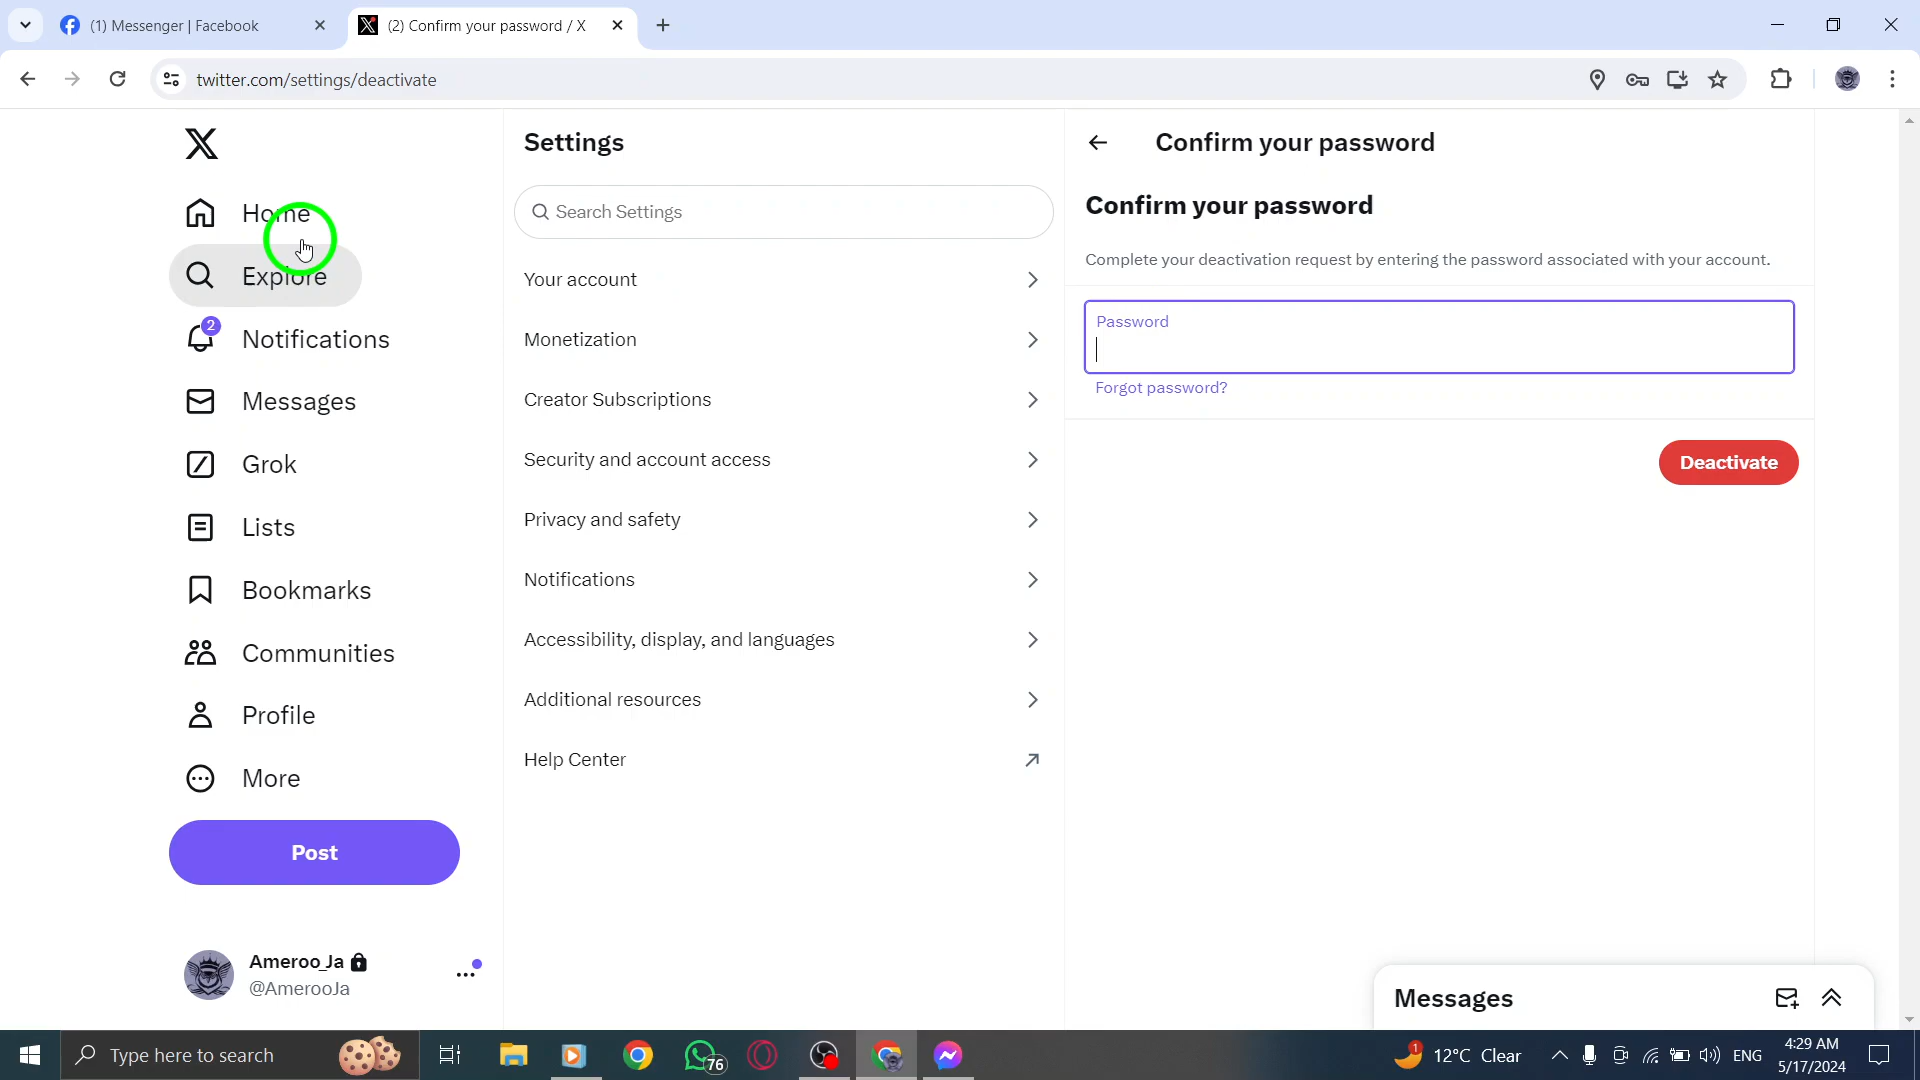 (1) Messenger | Facebook
(2) Confirm your password / X
twitter.com/settings/deactivate
Home
Explore
2
Notifications
Messages
Grok
Lists
Bookmarks
Communities
Profile
More
Post
Ameroo_Ja
@AmerooJa
Settings
Search Settings
Your account
Monetization
Creator Subscriptions
Security and account access
Privacy and safety
Notifications
Accessibility, display, and languages
Additional resources
Help Center
Confirm your password
Confirm your password
Complete your deactivation request by entering the password associated with your account.
Password
Forgot password?
Deactivate
Messages
Type here to search
76
1
12°C Clear
ENG
4:29 AM
5/17/2024